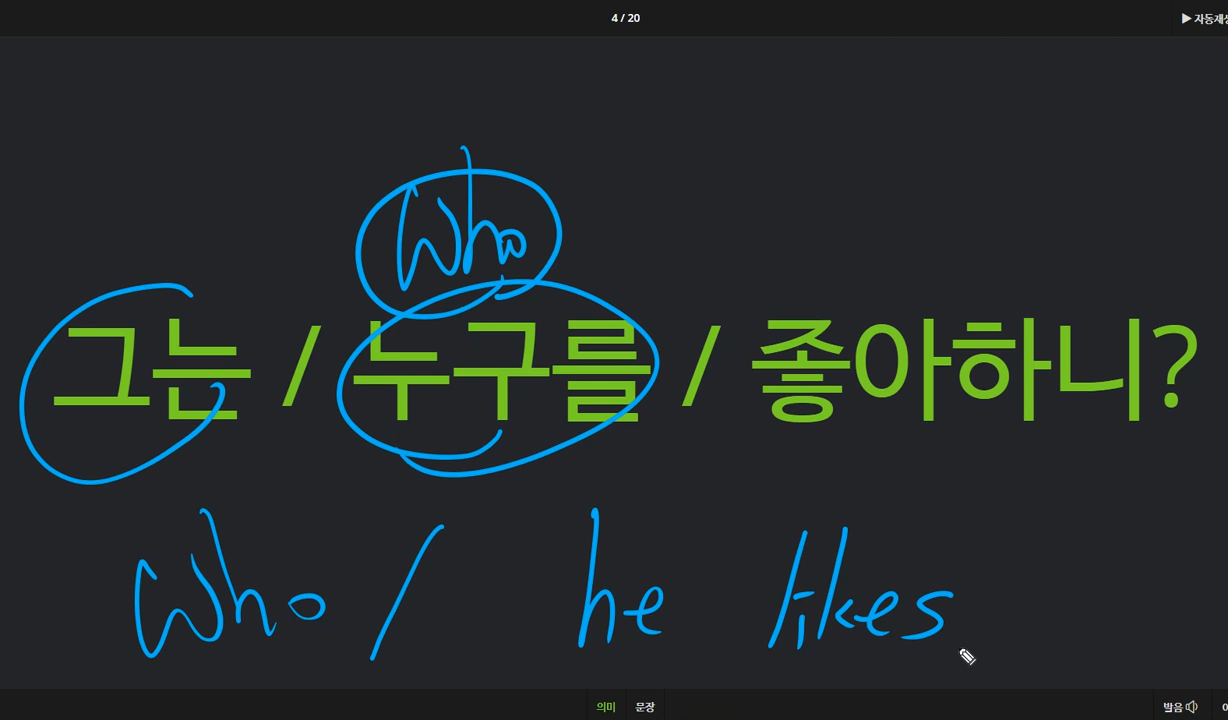 4 / 20
▶ 자동재생
Who
그는 / 누구를 / 좋아하니?
Who / he likes
의미 문장
발음